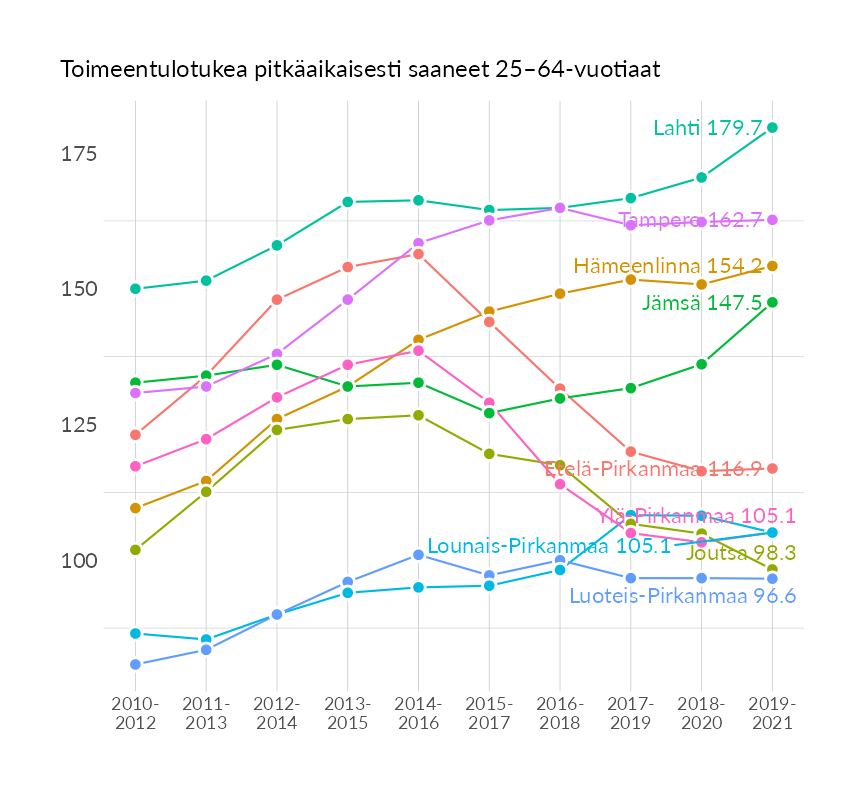 Toimeentulotukea pitkäaikaisesti saaneet 25–64-vuotiaat
Lahti 179.7
175
Tampere 162.7
Hämeenlinna 154.2
150
Jämsä 147.5
125
Etelä-Pirkanmaa 116.9
Ylä-Pirkanmaa 105.1
Lounais-Pirkanmaa 105.1
Joutsa 98.3
100
Luoteis-Pirkanmaa 96.6
2010- 2011- 2012- 2013- 2014- 2015- 2016- 2017- 2018- 2019-
2012 2013 2014 2015 2016 2017 2018 2019 2020 2021